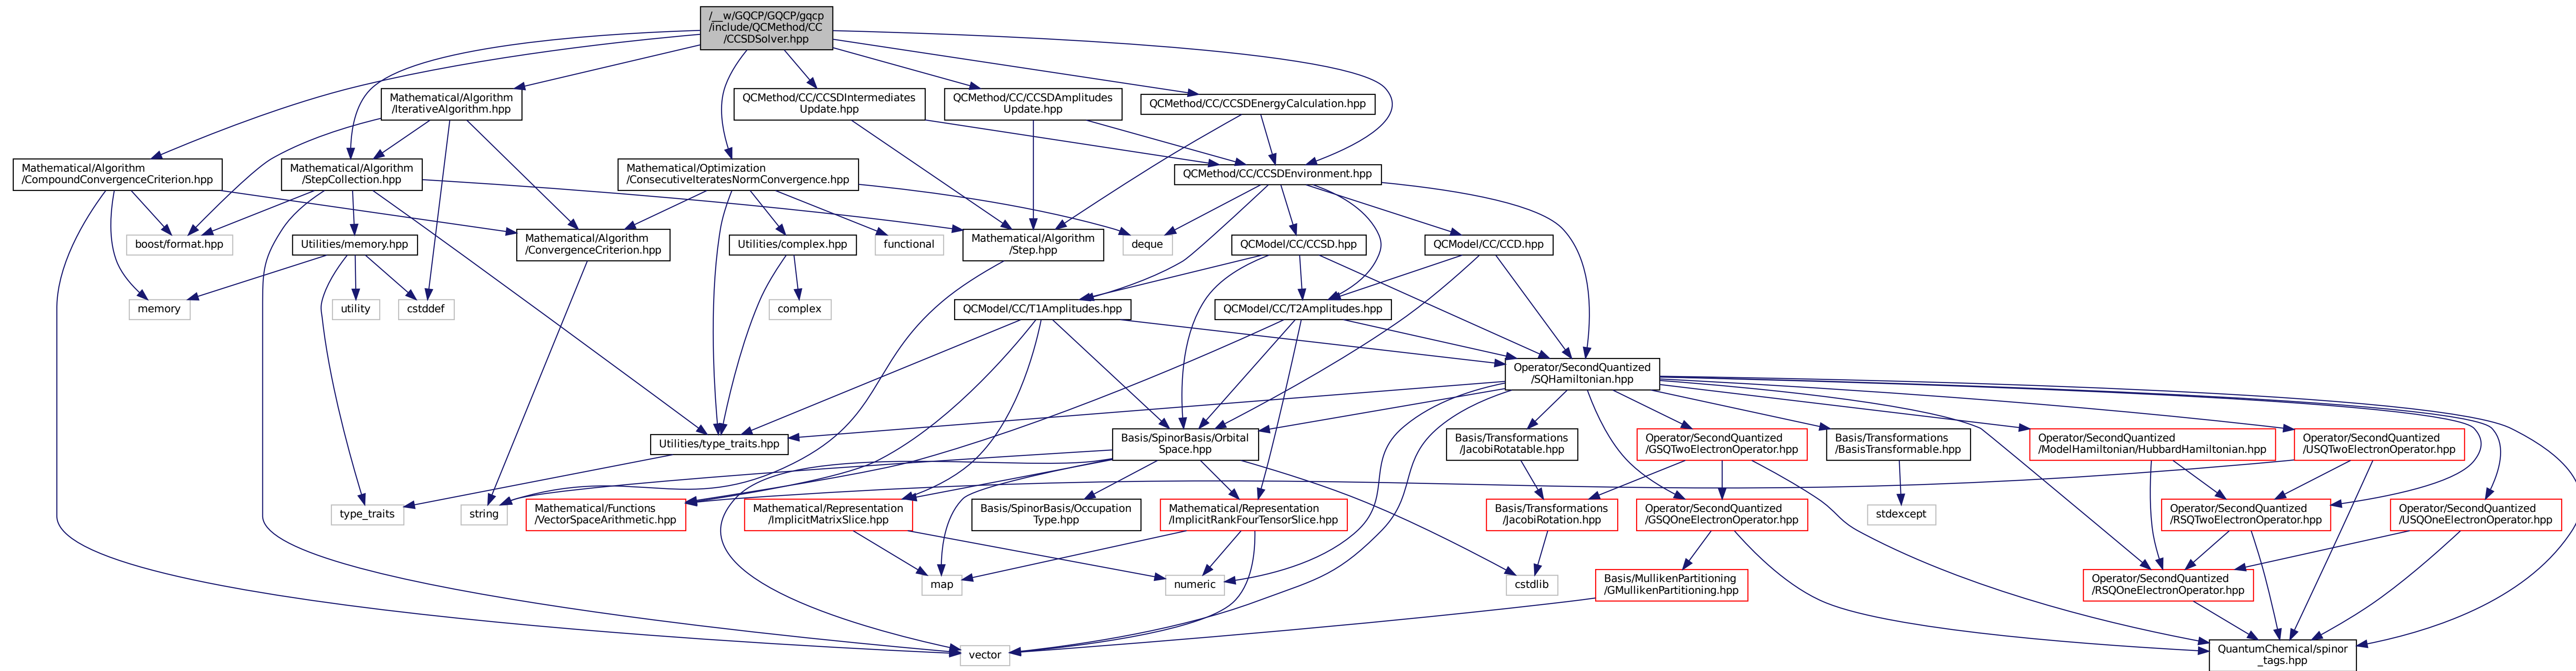 /__w/GQCP/GQCP/gqcp
/include/QCMethod/CC
/CCSDSolver.hpp
Mathematical/Algorithm
/IterativeAlgorithm.hpp
QCMethod/CC/CCSDIntermediates
Update.hpp
QCMethod/CC/CCSDAmplitudes
Update.hpp
QCMethod/CC/CCSDEnergyCalculation.hpp
Mathematical/Algorithm
/CompoundConvergenceCriterion.hpp
Mathematical/Algorithm
/StepCollection.hpp
Mathematical/Optimization
/ConsecutiveIteratesNormConvergence.hpp
QCMethod/CC/CCSDEnvironment.hpp
boost/format.hpp
Utilities/memory.hpp
Mathematical/Algorithm
/ConvergenceCriterion.hpp
Utilities/complex.hpp
functional
Mathematical/Algorithm
/Step.hpp
deque
QCModel/CC/CCSD.hpp
QCModel/CC/CCD.hpp
memory
utility
cstddef
complex
QCModel/CC/T1Amplitudes.hpp
QCModel/CC/T2Amplitudes.hpp
Operator/SecondQuantized
/SQHamiltonian.hpp
Utilities/type_traits.hpp
Basis/SpinorBasis/Orbital
Space.hpp
Basis/Transformations
/JacobiRotatable.hpp
Operator/SecondQuantized
/GSQTwoElectronOperator.hpp
Basis/Transformations
/BasisTransformable.hpp
Operator/SecondQuantized
/ModelHamiltonian/HubbardHamiltonian.hpp
Operator/SecondQuantized
/USQTwoElectronOperator.hpp
type_traits
string
Mathematical/Functions
/VectorSpaceArithmetic.hpp
Mathematical/Representation
/ImplicitMatrixSlice.hpp
Basis/SpinorBasis/Occupation
Type.hpp
Mathematical/Representation
/ImplicitRankFourTensorSlice.hpp
Basis/Transformations
/JacobiRotation.hpp
Operator/SecondQuantized
/GSQOneElectronOperator.hpp
stdexcept
Operator/SecondQuantized
/RSQTwoElectronOperator.hpp
Operator/SecondQuantized
/USQOneElectronOperator.hpp
map
numeric
cstdlib
Basis/MullikenPartitioning
/GMullikenPartitioning.hpp
Operator/SecondQuantized
/RSQOneElectronOperator.hpp
vector
QuantumChemical/spinor
_tags.hpp